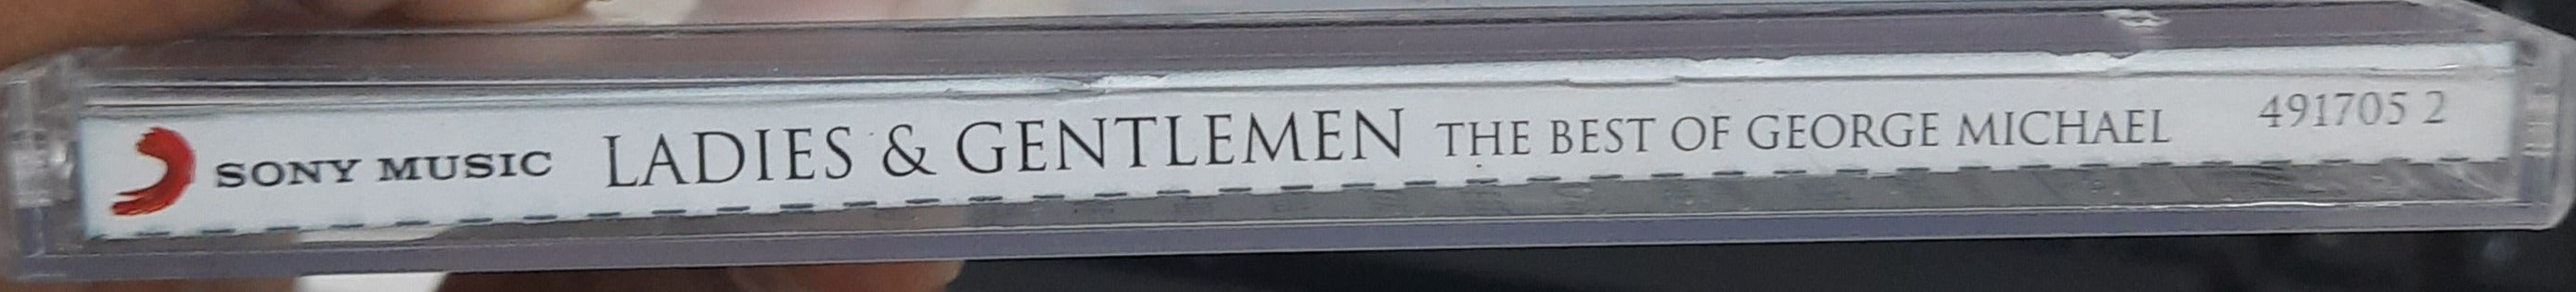 SONY MUSIC LADIES & GENTLEMEN THE BEST OF GEORGE MICHAEL 491705 2